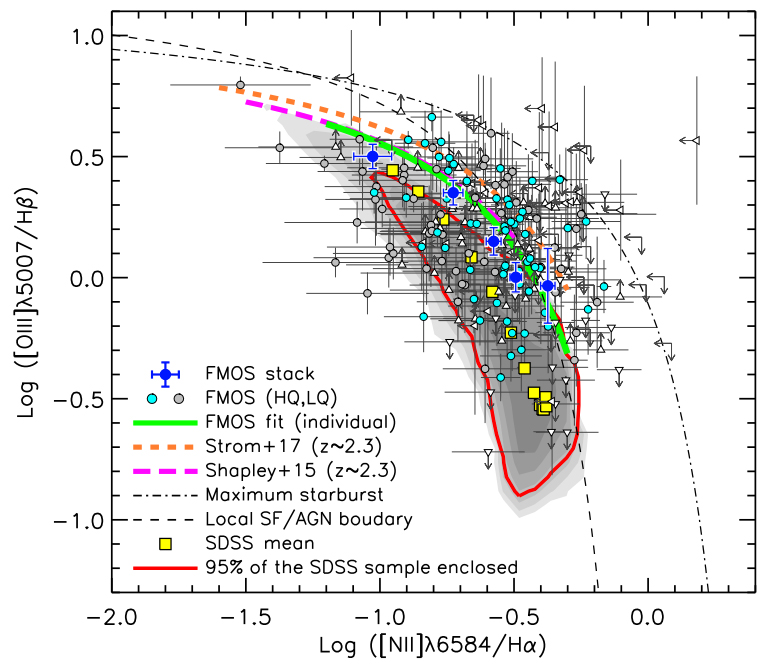 1.0
0.5
0.0
−0.5
−1.0
Log ([OIII]λ5007/Hβ)
FMOS stack
FMOS (HQ,LQ)
FMOS fit (individual)
Strom+17 (z~2.3)
Shapley+15 (z~2.3)
Maximum starburst
Local SF/AGN boudary
SDSS mean
95% of the SDSS sample enclosed
−2.0 −1.5 −1.0 −0.5 0.0
Log ([NII]λ6584/Hα)